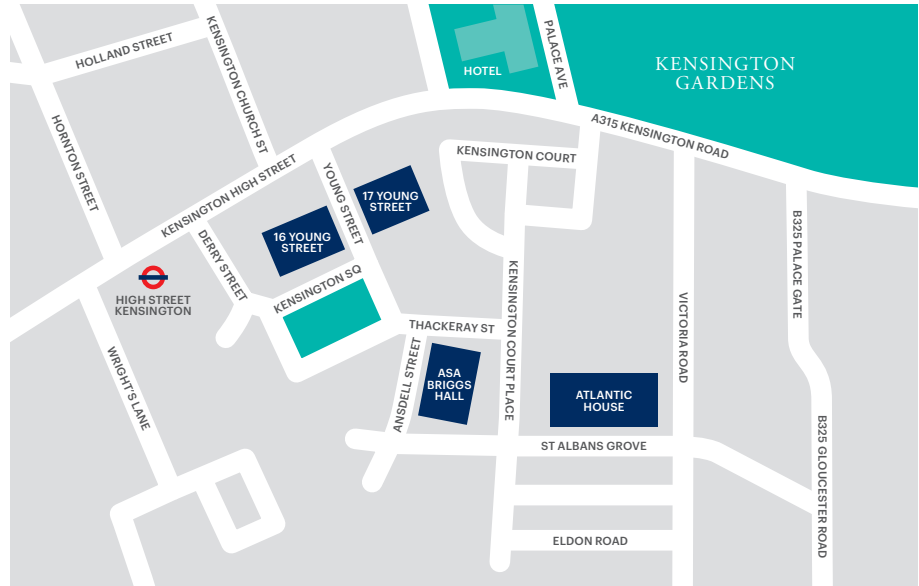 HOLLAND STREET
KENSINGTON CHURCH ST
HOTEL
PALACE AVE
KENSINGTON
GARDENS
HORNTON STREET
A315 KENSINGTON ROAD
KENSINGTON HIGH STREET
YOUNG STREET
KENSINGTON COURT
17 YOUNG
STREET
16 YOUNG
STREET
DERRY STREET
B325 PALACE GATE
HIGH STREET
KENSINGTON
KENSINGTON SQ
KENSINGTON COURT PLACE
VICTORIA ROAD
THACKERAY ST
WRIGHT'S LANE
ANSDELL STREET
ASA
BRIGGS
HALL
ATLANTIC
HOUSE
ST ALBANS GROVE
B325 GLOUCESTER ROAD
ELDON ROAD